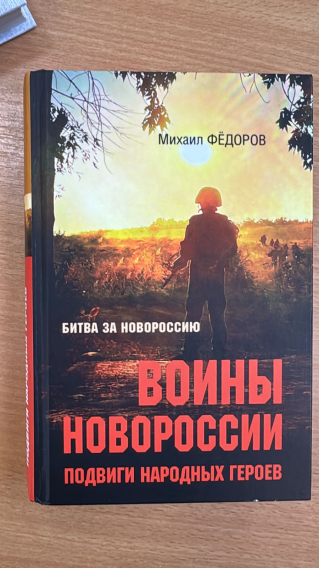 Михаил ФЁДОРОВ
БИТВА ЗА НОВОРОССИЮ
ВОИНЫ
НОВОРОССИИ
ПОДВИГИ НАРОДНЫХ ГЕРОЕВ